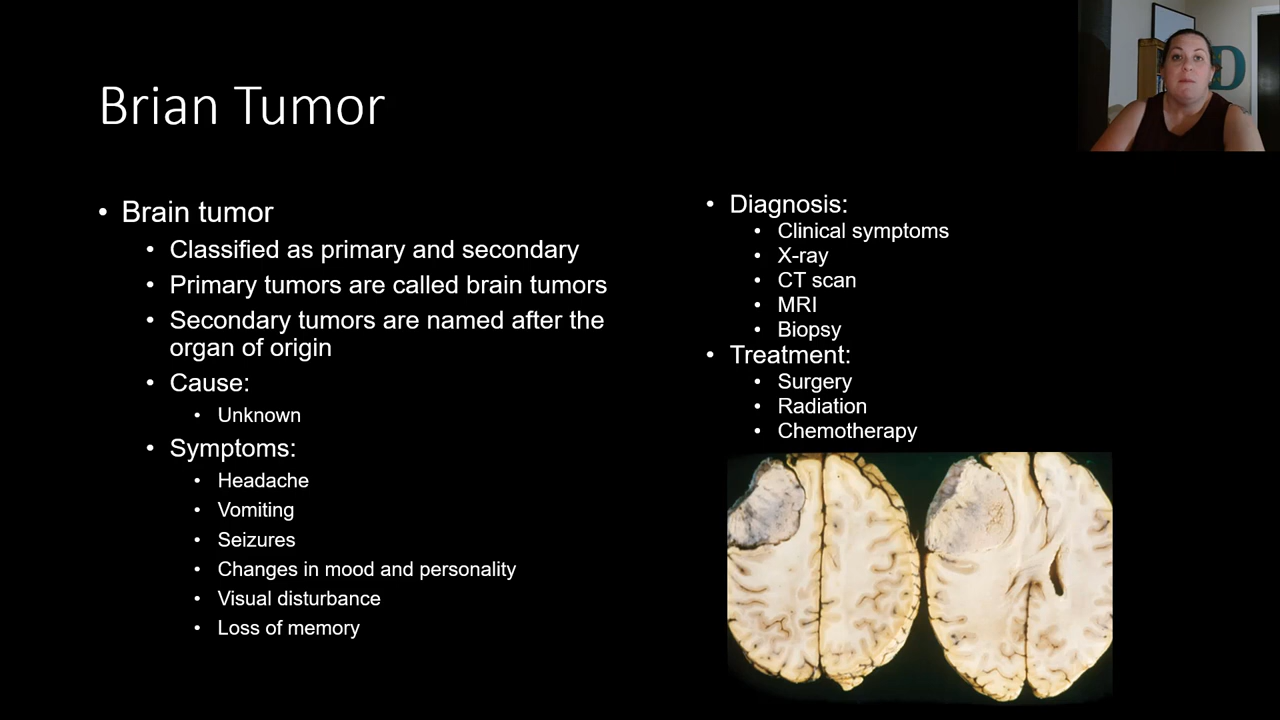 Brian Tumor
• Brain tumor
• Classified as primary and secondary
• Primary tumors are called brain tumors
• Secondary tumors are named after the
organ of origin
• Cause:
• Unknown
• Symptoms:
• Headache
• Vomiting
• Seizures
• Changes in mood and personality
• Visual disturbance
• Loss of memory
• Diagnosis:
• Clinical symptoms
• X-ray
• CT scan
• MRI
• Biopsy
• Treatment:
• Surgery
• Radiation
• Chemotherapy
D